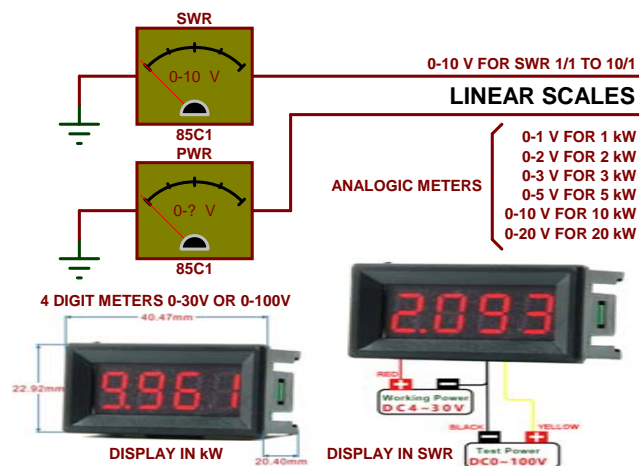 SWR
0-10 V
85C1
0-10 V FOR SWR 1/1 TO 10/1
LINEAR SCALES
PWR
0-? V
85C1
ANALOGIC METERS
0-1 V FOR 1 kW
0-2 V FOR 2 kW
0-3 V FOR 3 kW
0-5 V FOR 5 kW
0-10 V FOR 10 kW
0-20 V FOR 20 kW
4 DIGIT METERS 0-30V OR 0-100V
40.47mm
22.92mm
9.961
20.40mm
DISPLAY IN kW
2.093
RED
Working Power
DC4~30V
BLACK
YELLOW
Test Power
DC0~100V
DISPLAY IN SWR